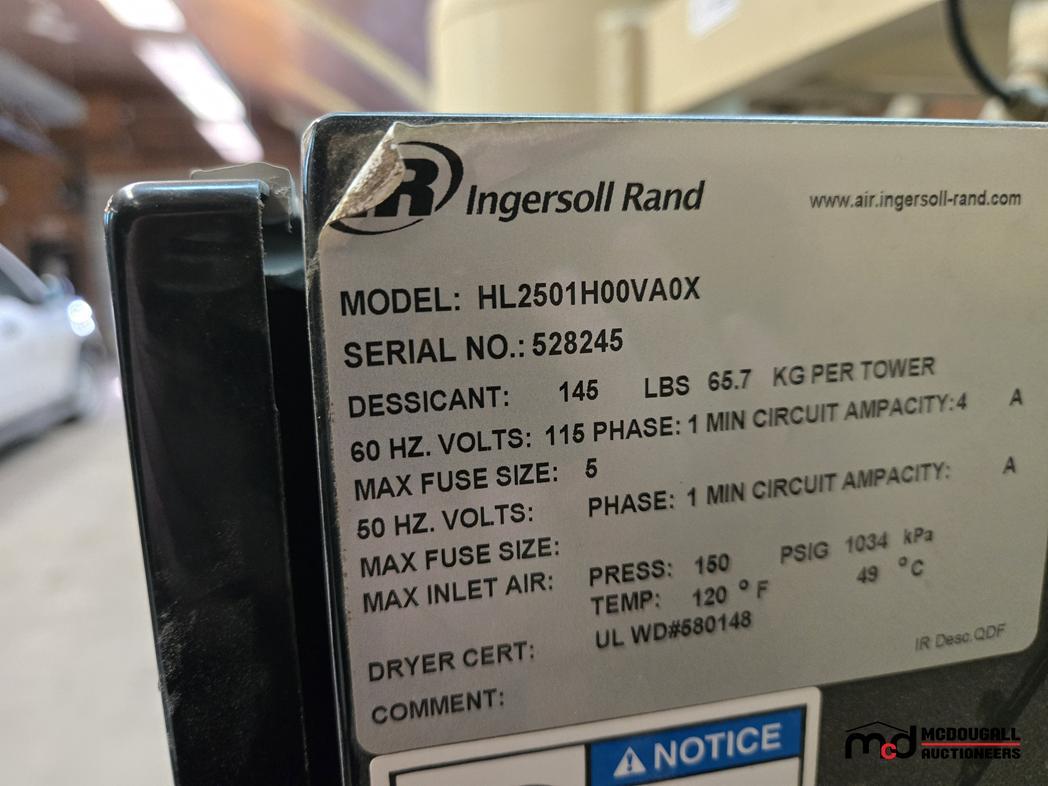 IR Ingersoll Rand
www.air.ingersoll-rand.com
MODEL: HL2501H00VA0X
SERIAL NO.: 528245
DESSICANT: 145 LBS 65.7 KG PER TOWER
60 HZ. VOLTS: 115 PHASE: 1 MIN CIRCUIT AMPACITY:4 A
MAX FUSE SIZE: 5
50 HZ. VOLTS: PHASE: 1 MIN CIRCUIT AMPACITY: A
MAX FUSE SIZE:
MAX INLET AIR: PRESS: 150 PSIG 1034 kPa
TEMP: 120 °F 49 °C
DRYER CERT: UL WD#580148
COMMENT:
IR Desc.QDF
NOTICE
mcd MCDOUGALL
AUCTIONEERS